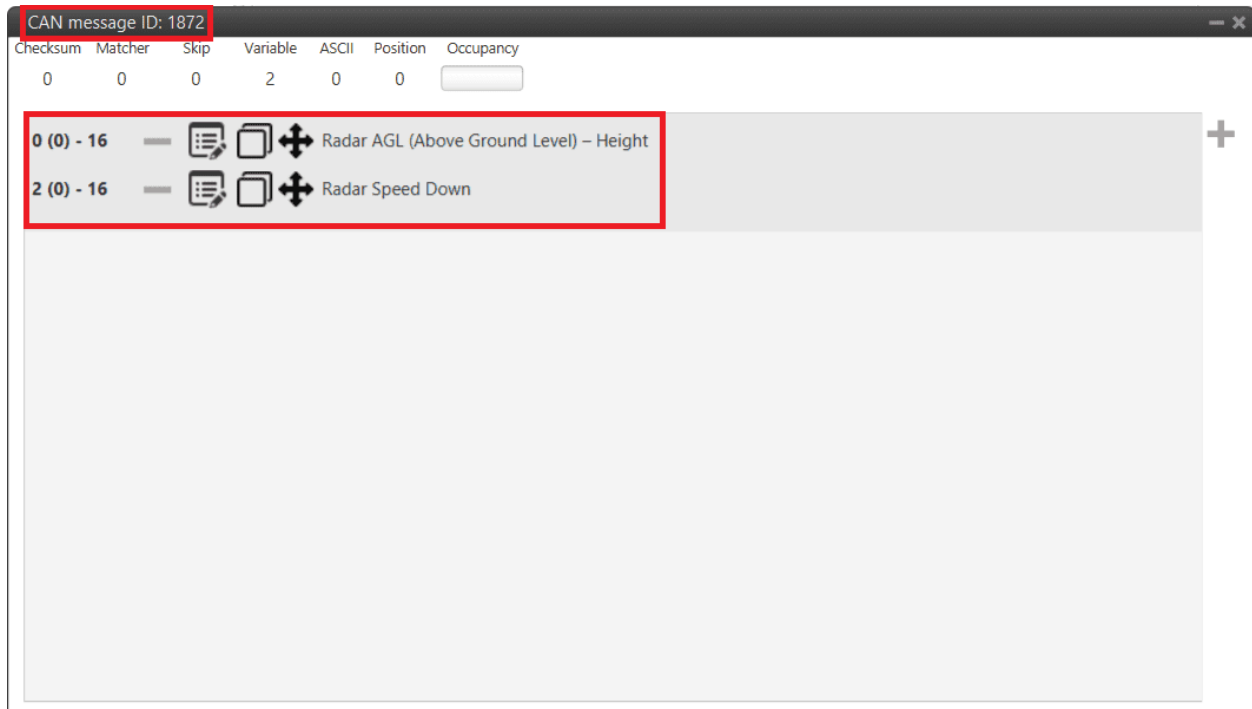 CAN message ID: 1872
Checksum Matcher Skip Variable ASCII Position Occupancy
0 0 0 2 0 0
0 (0) - 16 Radar AGL (Above Ground Level) – Height
2 (0) - 16 Radar Speed Down